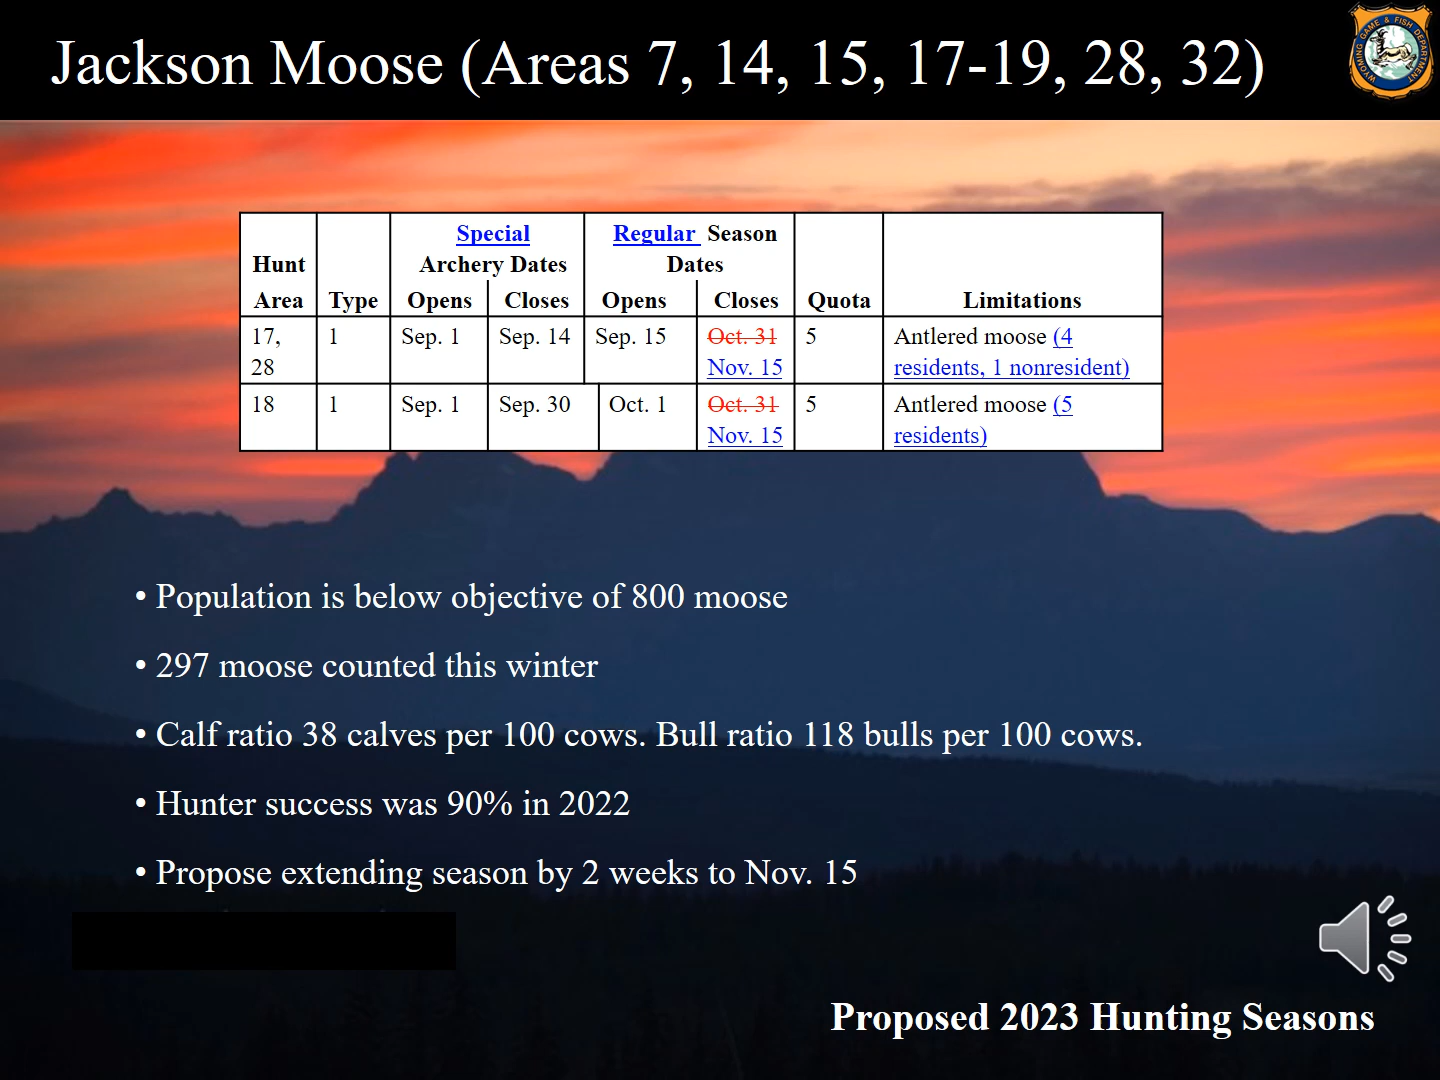 Jackson Moose (Areas 7, 14, 15, 17-19, 28, 32)
WYOMING GAME & FISH DEPARTMENT
Special Regular Season
Hunt Archery Dates Dates
Area Type Opens Closes Opens Closes Quota Limitations
17, 1 Sep. 1 Sep. 14 Sep. 15 Oct. 31 5 Antlered moose (4
28 Nov. 15 residents, 1 nonresident)
18 1 Sep. 1 Sep. 30 Oct. 1 Oct. 31 5 Antlered moose (5
Nov. 15 residents)
• Population is below objective of 800 moose
• 297 moose counted this winter
• Calf ratio 38 calves per 100 cows. Bull ratio 118 bulls per 100 cows.
• Hunter success was 90% in 2022
• Propose extending season by 2 weeks to Nov. 15
Proposed 2023 Hunting Seasons